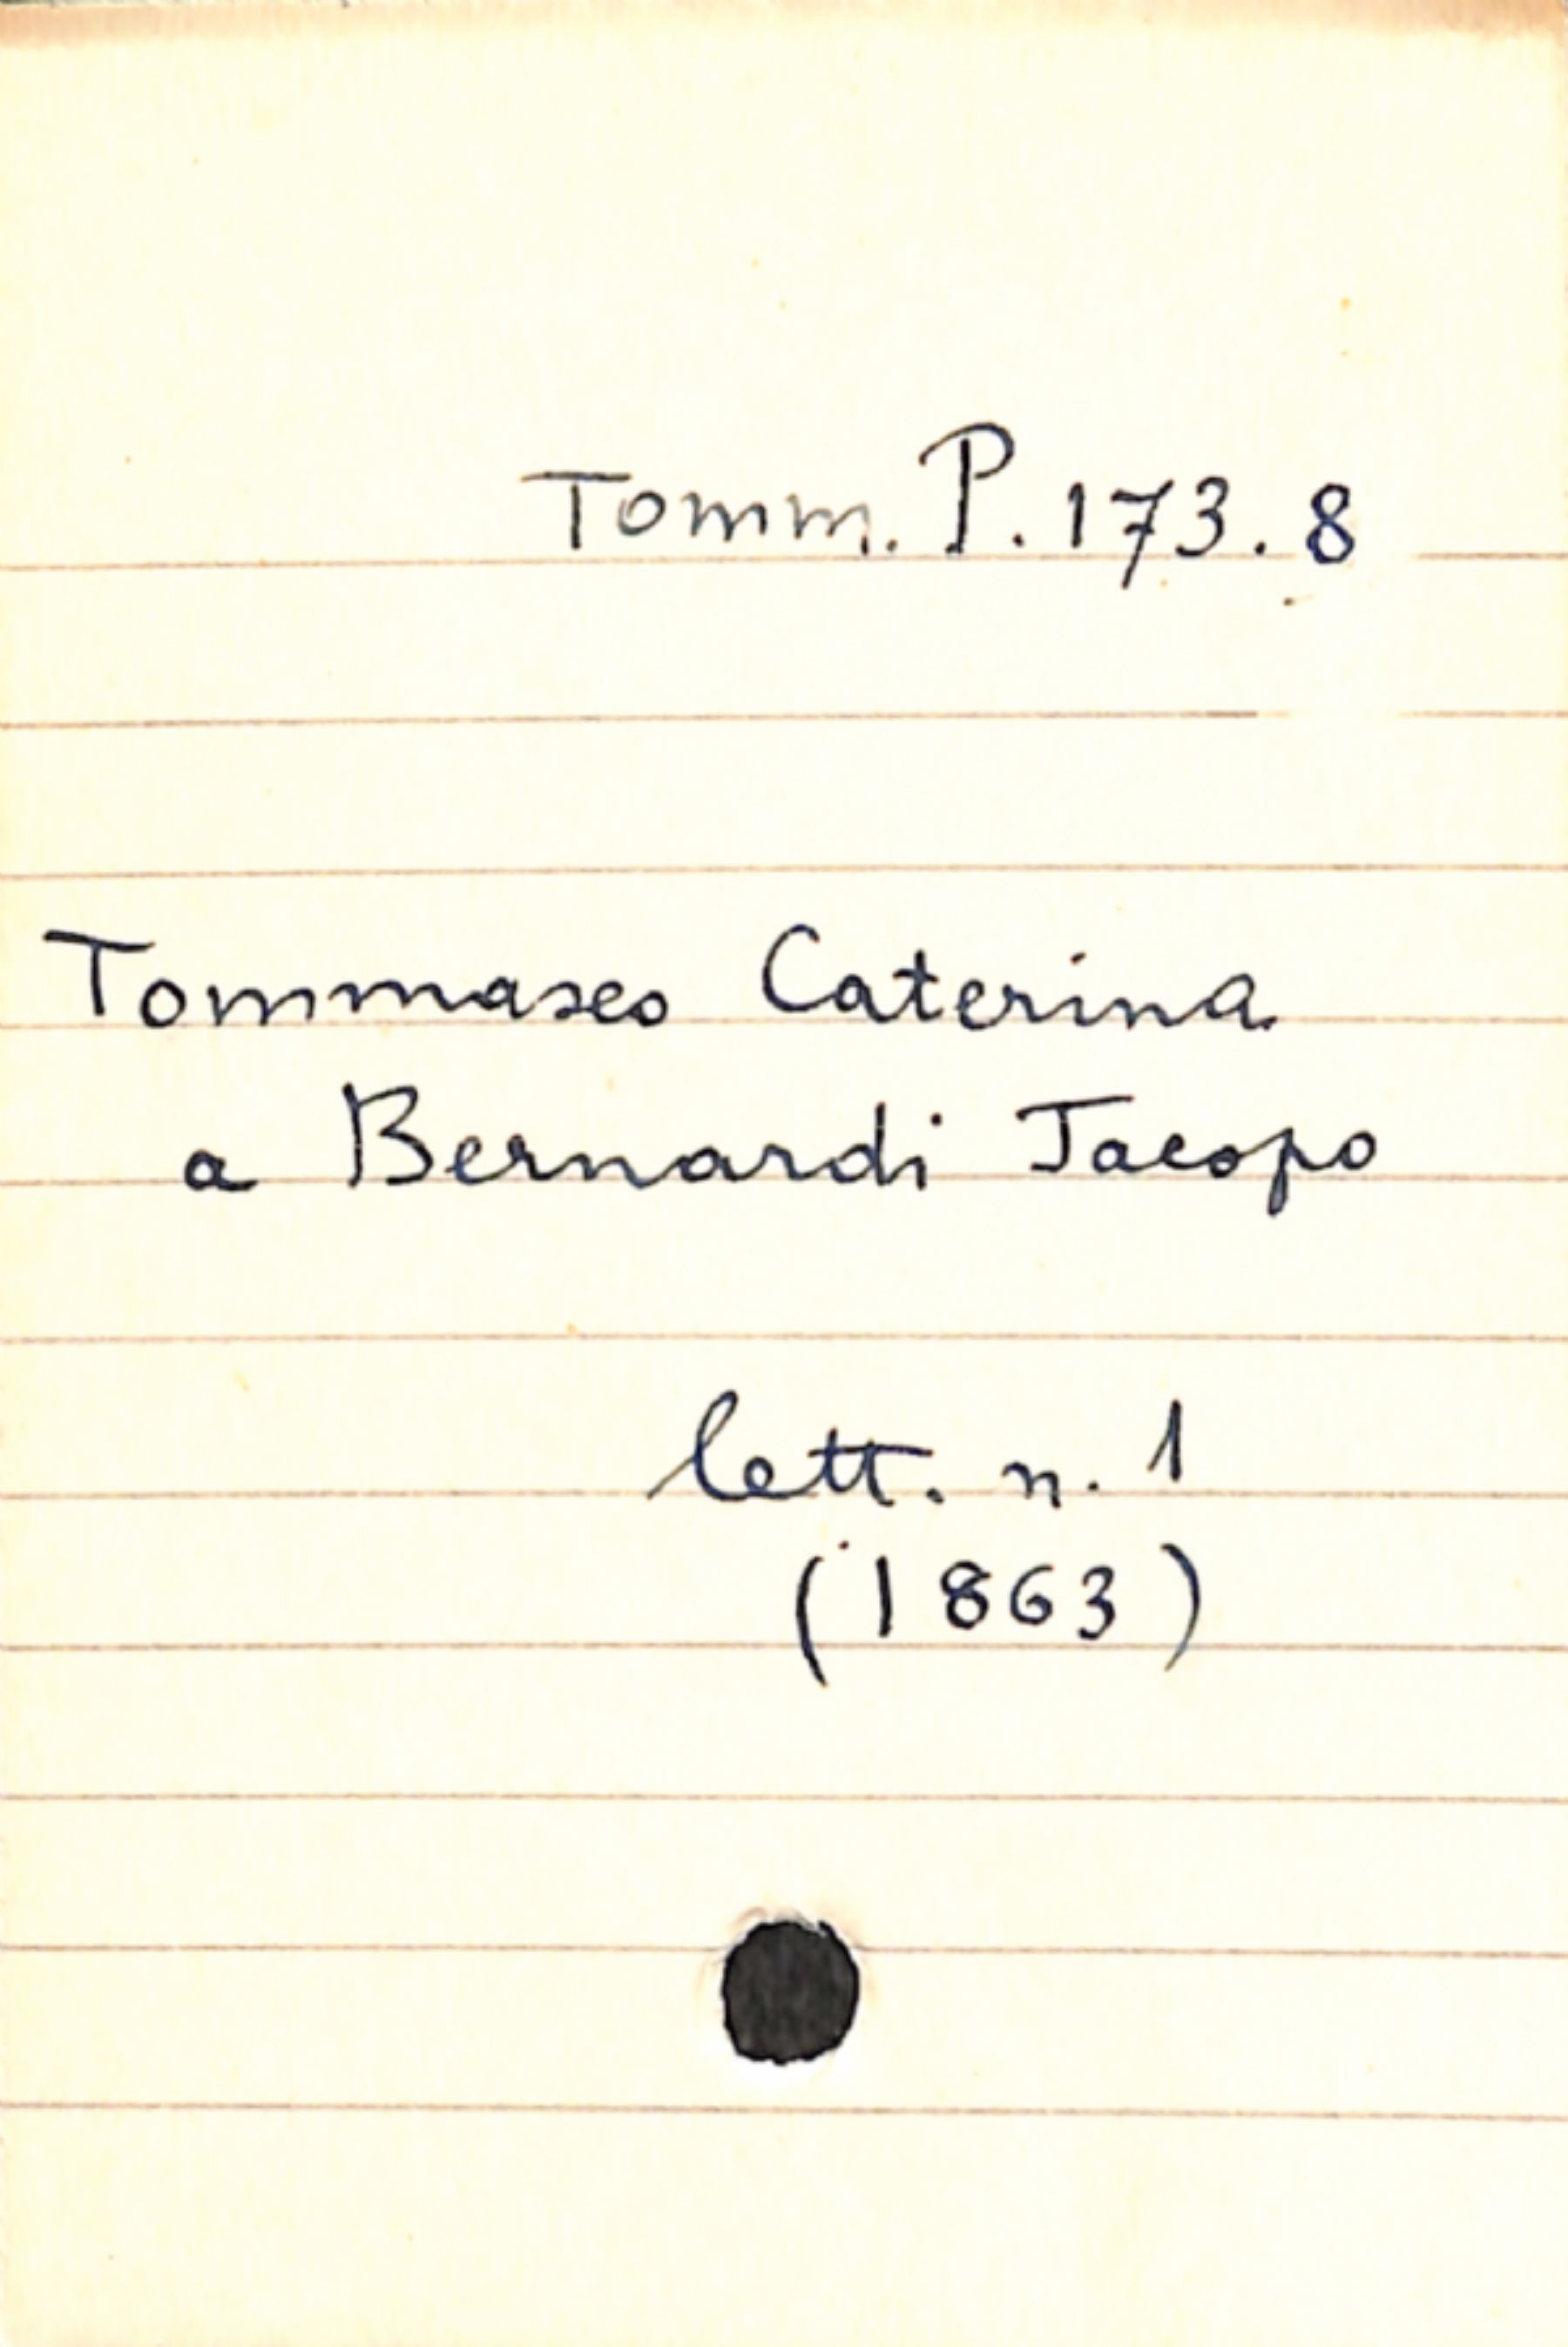 Tomm. P. 173. 8
Tommaseo Caterina
a Bernardi Jacopo
lett. n. 1
(1863)